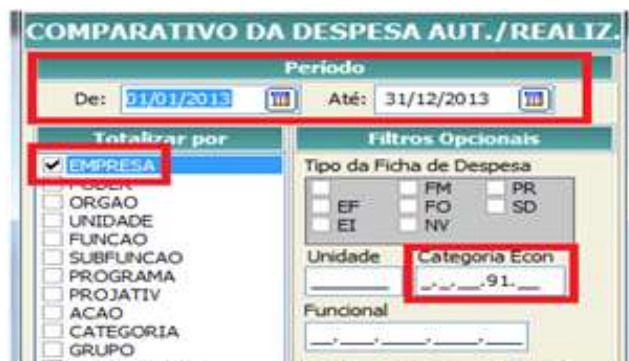 COMPARATIVO DA DESPESA AUT./REALIZ.
Período
De: 01/01/2013 Até: 31/12/2013
Totalizar por
EMPRESA
PODER
ORGAO
UNIDADE
FUNCAO
SUBFUNCAO
PROGRAMA
PROJATIV
ACAO
CATEGORIA
GRUPO
Filtros Opcionais
Tipo da Ficha de Despesa
FM PR
EF FO SD
EI NV
Unidade Categoria Econ
_._.__.91.__
Funcional